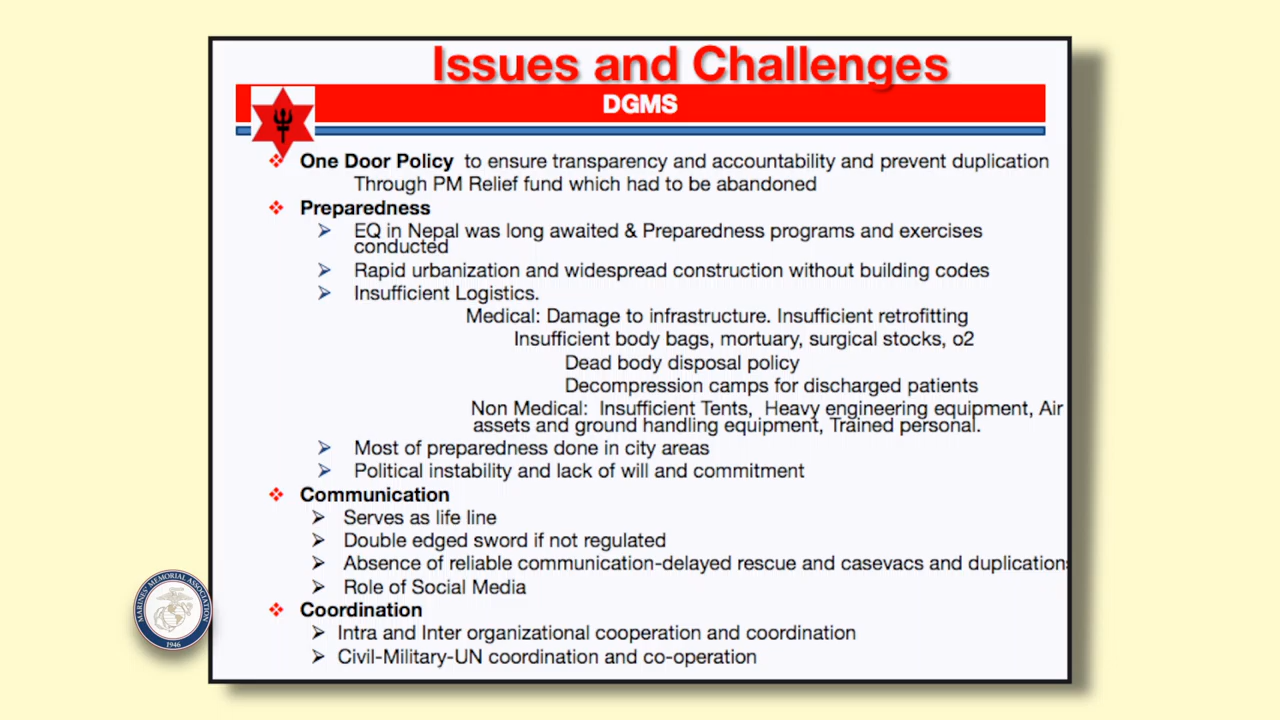 Issues and Challenges
DGMS
❖ One Door Policy to ensure transparency and accountability and prevent duplication
Through PM Relief fund which had to be abandoned
❖ Preparedness
➢ EQ in Nepal was long awaited & Preparedness programs and exercises
conducted
➢ Rapid urbanization and widespread construction without building codes
➢ Insufficient Logistics.
Medical: Damage to infrastructure. Insufficient retrofitting
Insufficient body bags, mortuary, surgical stocks, o2
Dead body disposal policy
Decompression camps for discharged patients
Non Medical: Insufficient Tents, Heavy engineering equipment, Air
assets and ground handling equipment, Trained personal.
➢ Most of preparedness done in city areas
➢ Political instability and lack of will and commitment
❖ Communication
➢ Serves as life line
➢ Double edged sword if not regulated
➢ Absence of reliable communication-delayed rescue and casevacs and duplications
➢ Role of Social Media
❖ Coordination
➢ Intra and Inter organizational cooperation and coordination
➢ Civil-Military-UN coordination and co-operation
MARINES' MEMORIAL ASSOCIATION
1946